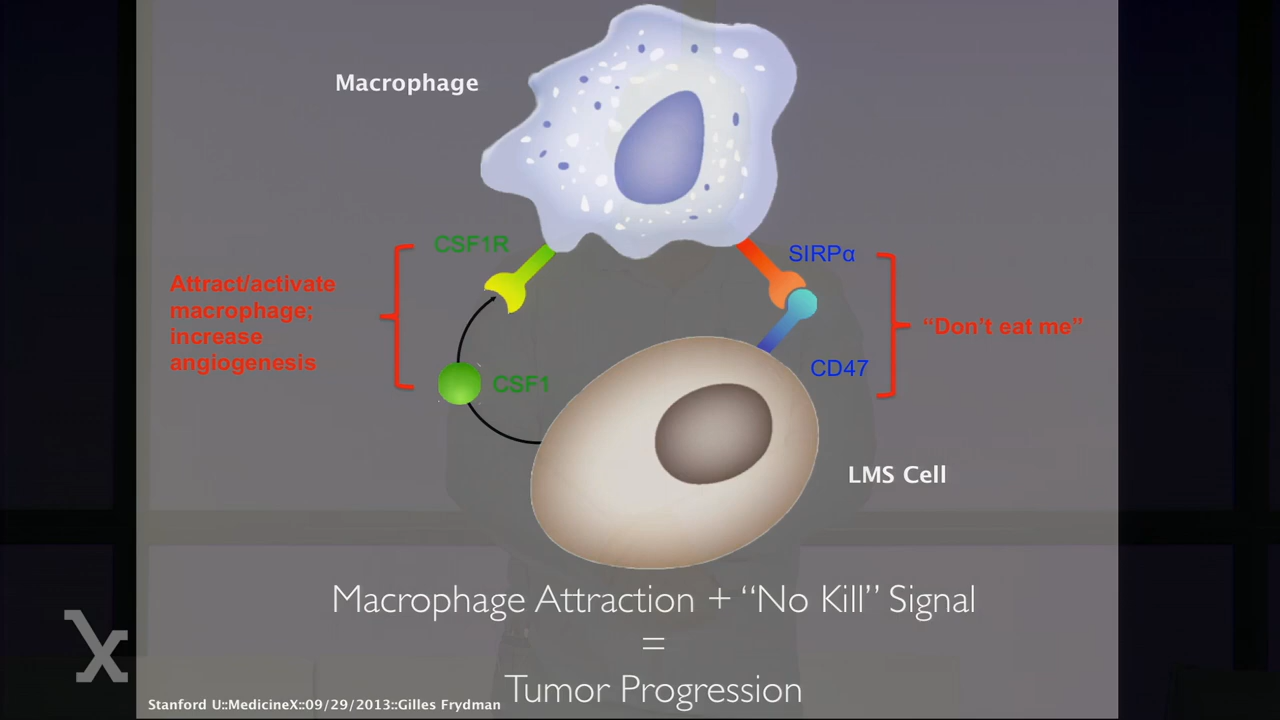 Macrophage
CSF1R
SIRPα
Attract/activate
macrophage;
increase
angiogenesis
“Don’t eat me”
CSF1
CD47
LMS Cell
Macrophage Attraction + “No Kill” Signal
=
Tumor Progression
X
Stanford U::MedicineX::09/29/2013::Gilles Frydman